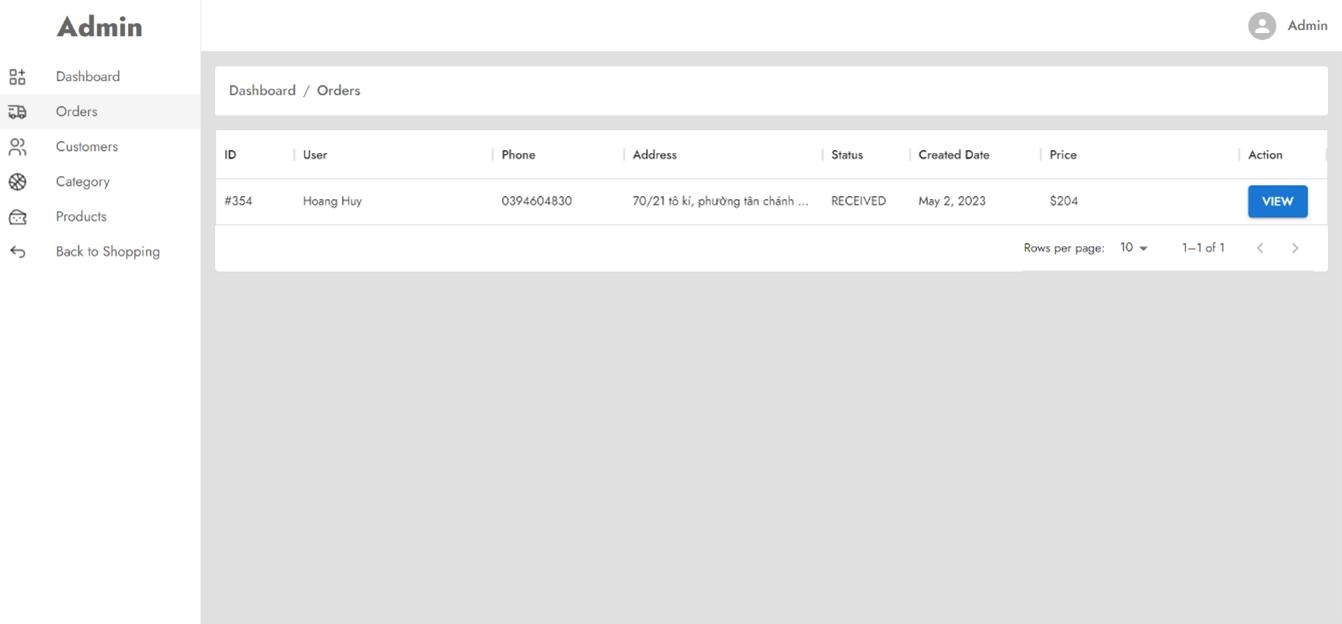 Admin
Admin
Dashboard
Orders
Customers
Category
Products
Back to Shopping
Dashboard / Orders
ID User Phone Address Status Created Date Price Action
#354 Hoang Huy 0394604830 70/21 tô kí, phường tân chánh ... RECEIVED May 2, 2023 $204 VIEW
Rows per page: 10 1–1 of 1